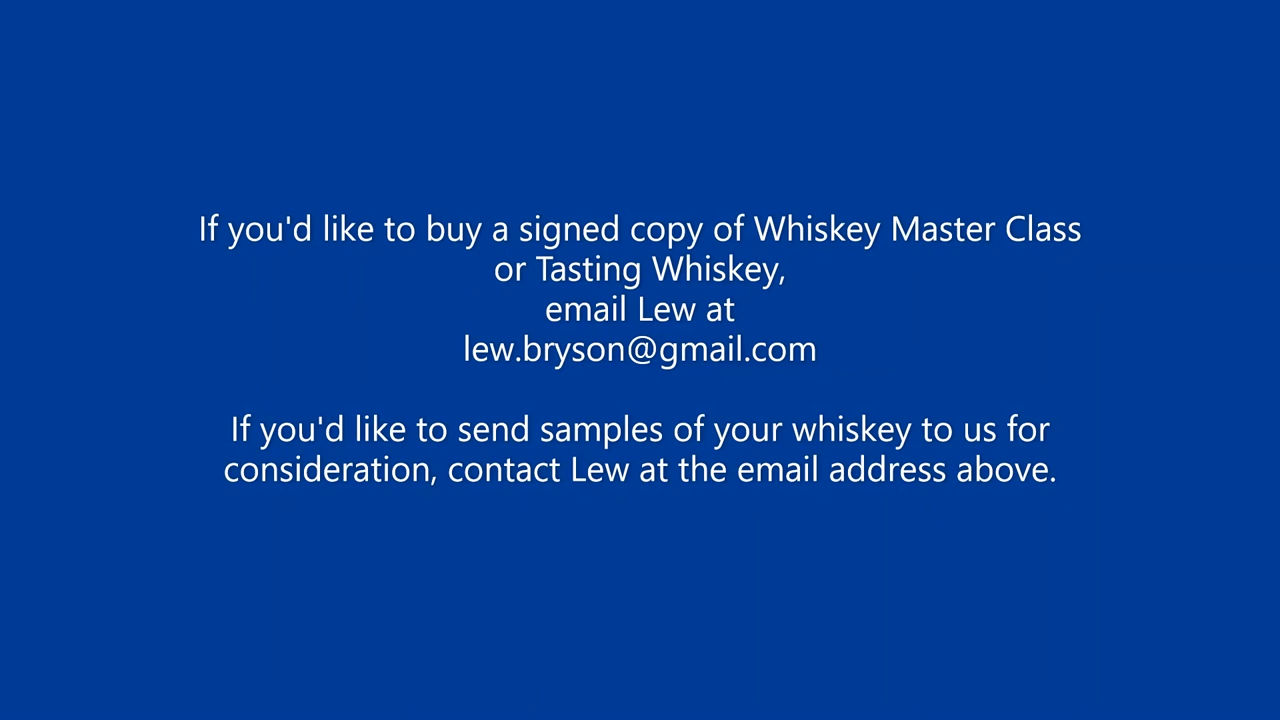 If you'd like to buy a signed copy of Whiskey Master Class
or Tasting Whiskey,
email Lew at
lew.bryson@gmail.com
If you'd like to send samples of your whiskey to us for
consideration, contact Lew at the email address above.